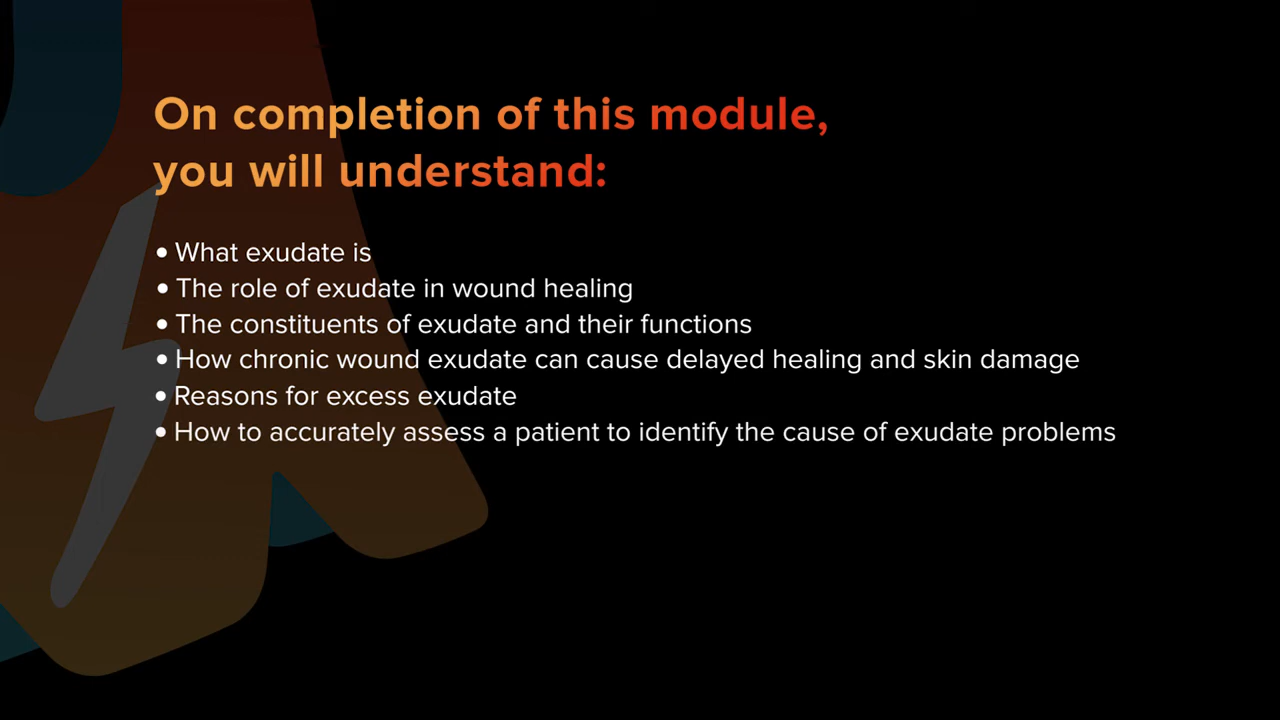 On completion of this module,
you will understand:
• What exudate is
• The role of exudate in wound healing
• The constituents of exudate and their functions
• How chronic wound exudate can cause delayed healing and skin damage
• Reasons for excess exudate
• How to accurately assess a patient to identify the cause of exudate problems